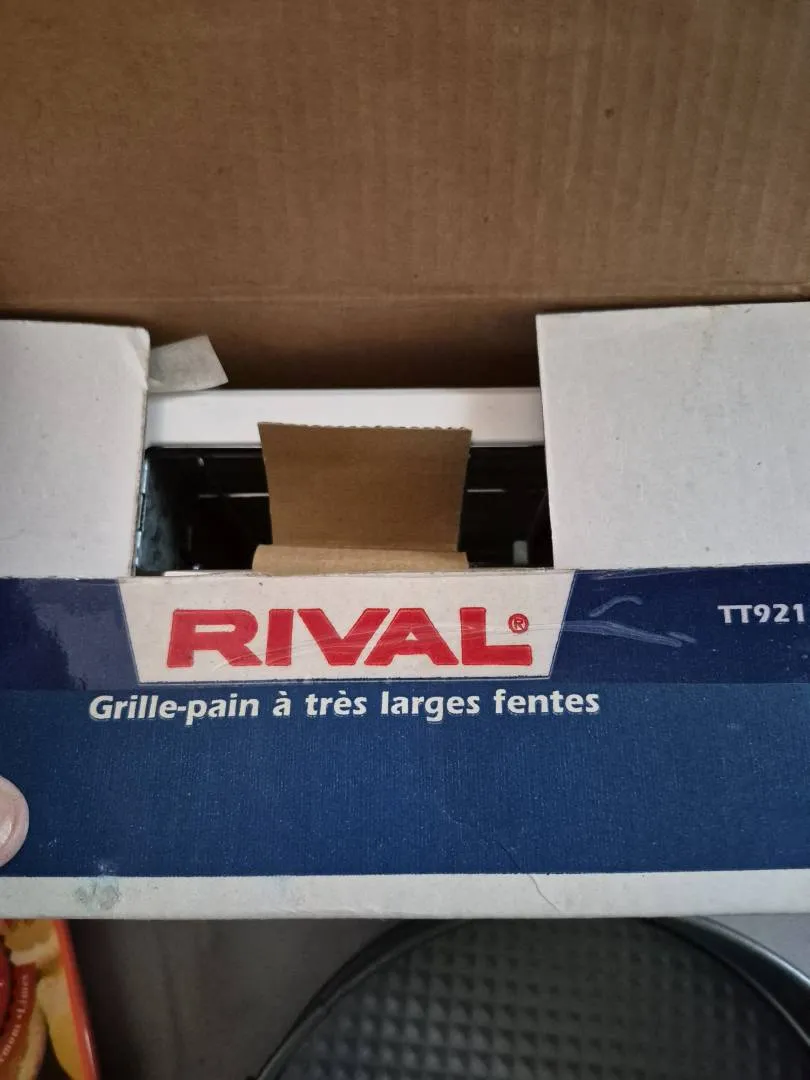 RIVAL®
TT921
Grille-pain à très larges fentes